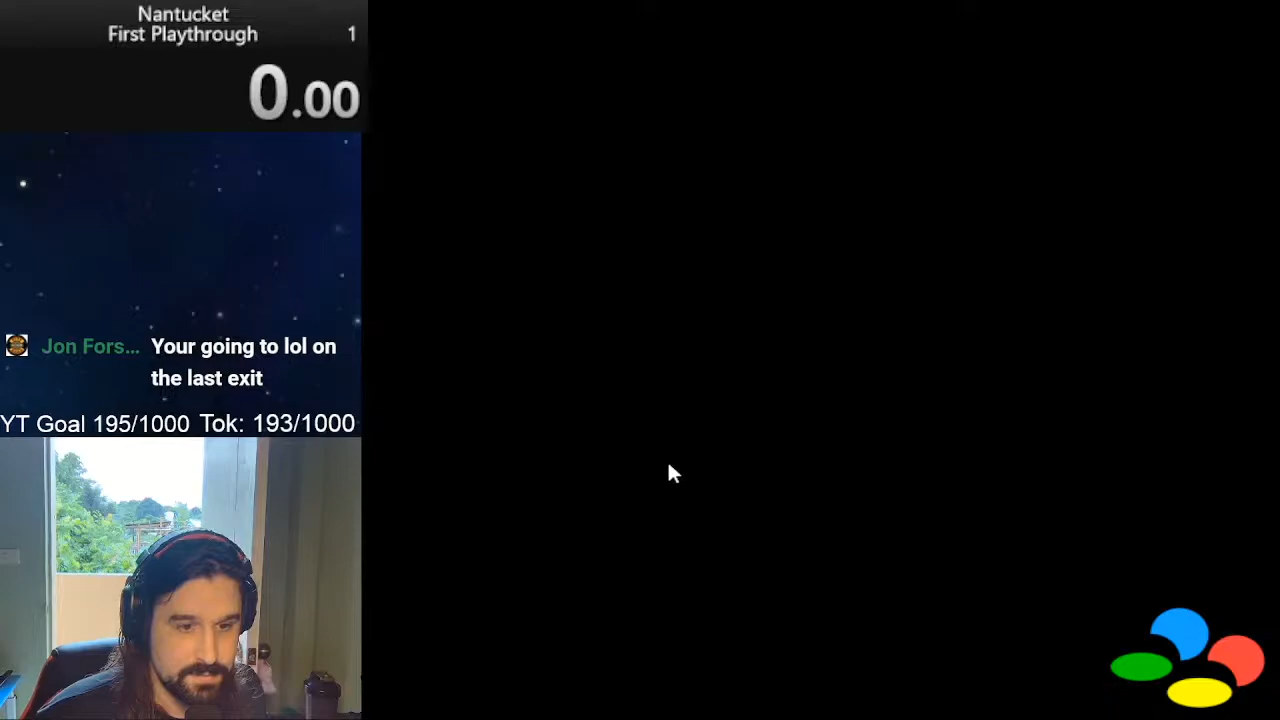 Nantucket
First Playthrough 1
0.00
Jon Fors... Your going to lol on
the last exit
YT Goal 195/1000 Tok: 193/1000